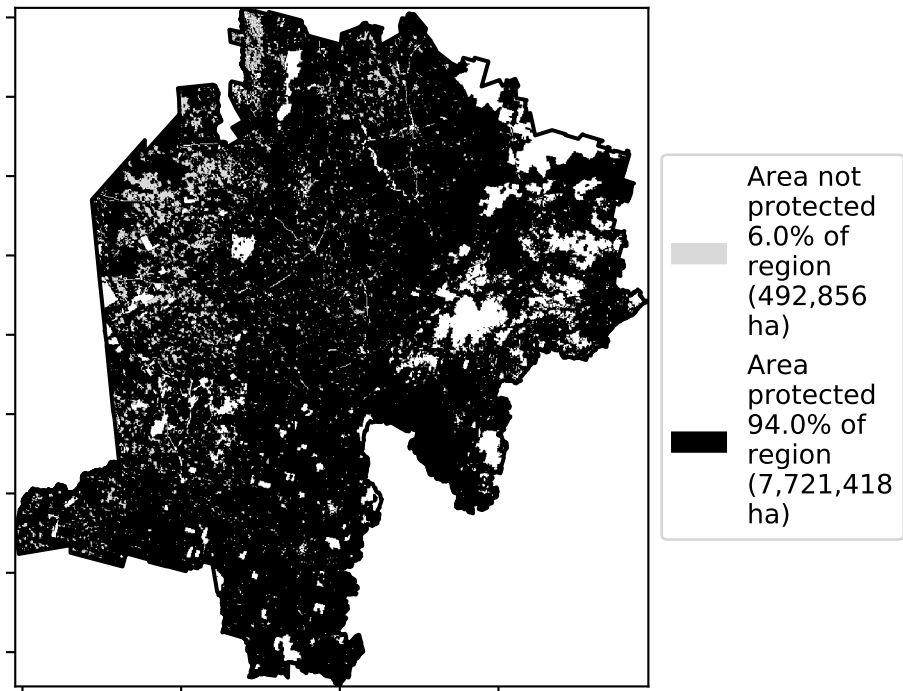 Area not
protected
6.0% of
region
(492,856
ha)
Area
protected
94.0% of
region
(7,721,418
ha)